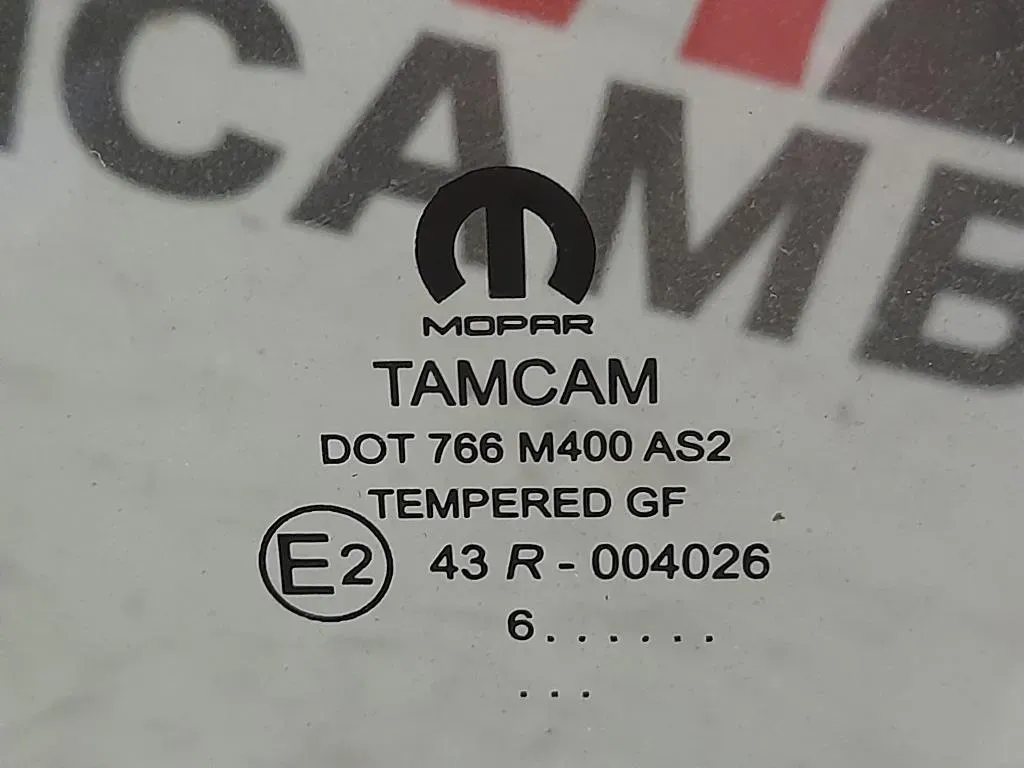 ICAMB
MOPAR
TAMCAM
DOT 766 M400 AS2
TEMPERED GF
E2 43 R - 004026
6. . . . . .
. . .